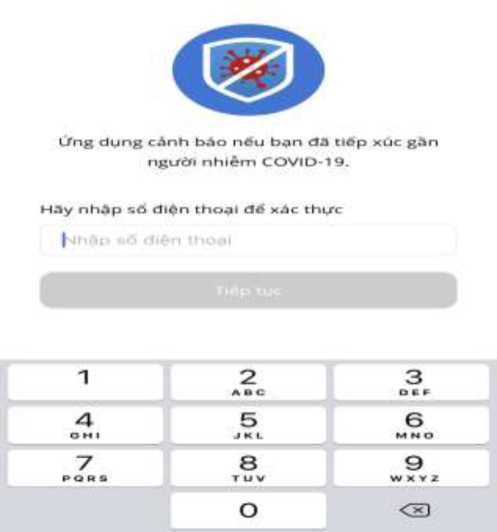 Ứng dụng cảnh báo nếu bạn đã tiếp xúc gần
người nhiễm COVID-19.
Hãy nhập số điện thoại để xác thực
Nhập số điện thoại
Tiếp tục
1
2
ABC
3
DEF
4
GHI
5
JKL
6
MNO
7
PQRS
8
TUV
9
WXYZ
0